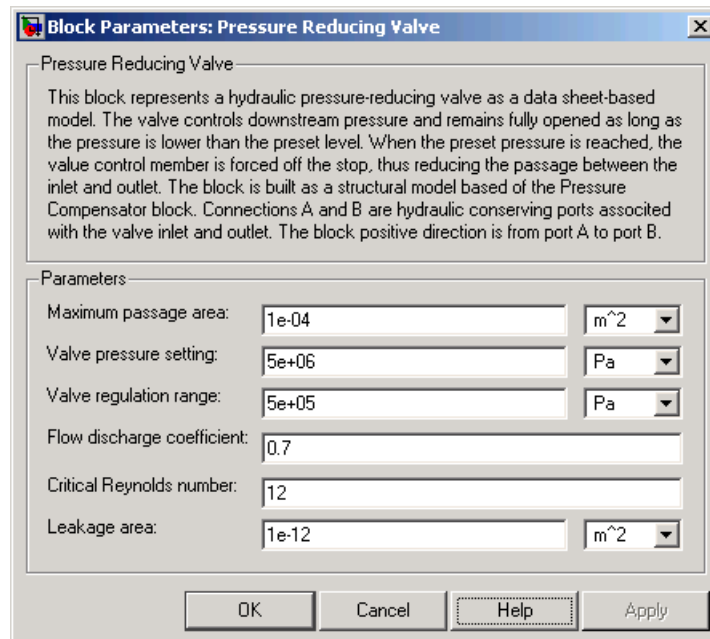 Block Parameters: Pressure Reducing Valve
Pressure Reducing Valve
This block represents a hydraulic pressure-reducing valve as a data sheet-based
model. The valve controls downstream pressure and remains fully opened as long as
the pressure is lower than the preset level. When the preset pressure is reached, the
value control member is forced off the stop, thus reducing the passage between the
inlet and outlet. The block is built as a structural model based of the Pressure
Compensator block. Connections A and B are hydraulic conserving ports associted
with the valve inlet and outlet. The block positive direction is from port A to port B.
Parameters
Maximum passage area: 1e-04 m^2
Valve pressure setting: 5e+06 Pa
Valve regulation range: 5e+05 Pa
Flow discharge coefficient: 0.7
Critical Reynolds number: 12
Leakage area: 1e-12 m^2
OK Cancel Help Apply